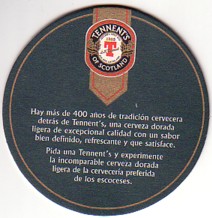 TENNENT'S
T
OF SCOTLAND
Hay más de 400 años de tradición cervecera
detrás de Tennent's, una cerveza dorada
ligera de excepcional calidad con un sabor
bien definido, refrescante y que satisface.
Pida una Tennent's y experimente
la incomparable cerveza dorada
ligera de la cervecería preferida
de los escoceses.